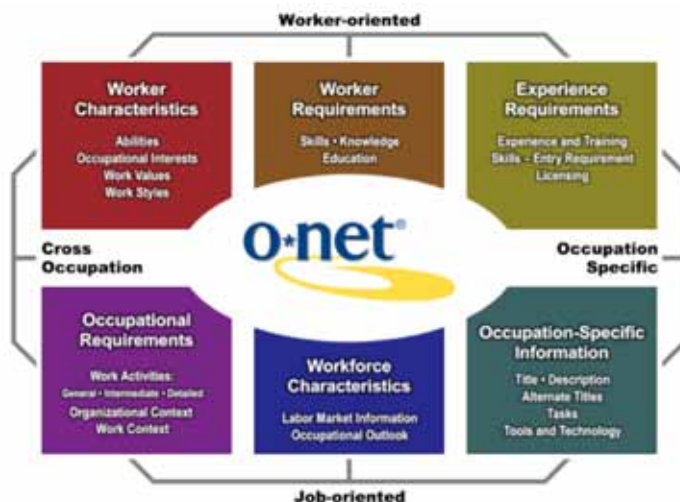 Worker-oriented
Worker
Characteristics
Abilities
Occupational Interests
Work Values
Work Styles
Worker
Requirements
Skills • Knowledge
Education
Experience
Requirements
Experience and Training
Skills – Entry Requirement
Licensing
o*net®
Cross
Occupation
Occupation
Specific
Occupational
Requirements
Work Activities:
General • Intermediate • Detailed
Organizational Context
Work Context
Workforce
Characteristics
Labor Market Information
Occupational Outlook
Occupation-Specific
Information
Title • Description
Alternate Titles
Tasks
Tools and Technology
Job-oriented